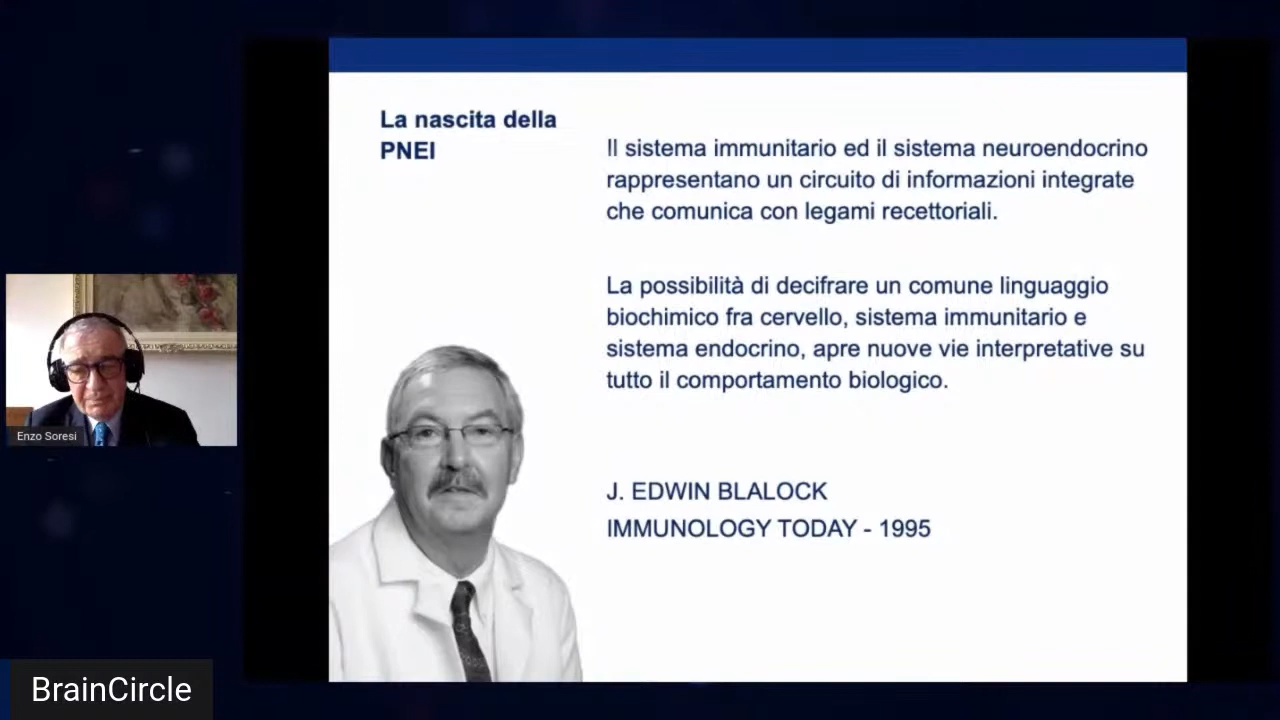 La nascita della
PNEI
Il sistema immunitario ed il sistema neuroendocrino
rappresentano un circuito di informazioni integrate
che comunica con legami recettoriali.
La possibilità di decifrare un comune linguaggio
biochimico fra cervello, sistema immunitario e
sistema endocrino, apre nuove vie interpretative su
tutto il comportamento biologico.
J. EDWIN BLALOCK
IMMUNOLOGY TODAY - 1995
Enzo Soresi
BrainCircle